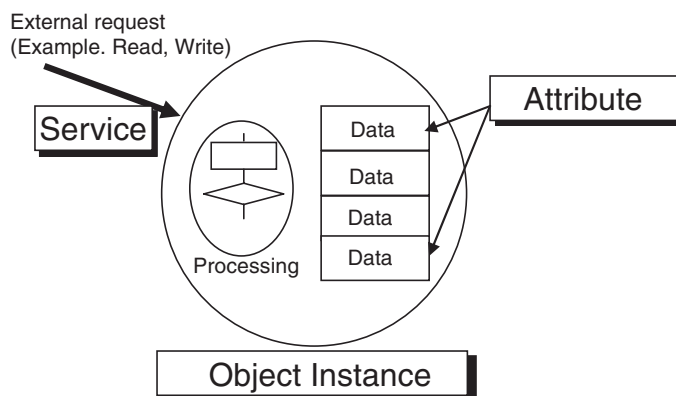 External request
(Example. Read, Write)
Service
Attribute
Data
Data
Data
Data
Processing
Object Instance